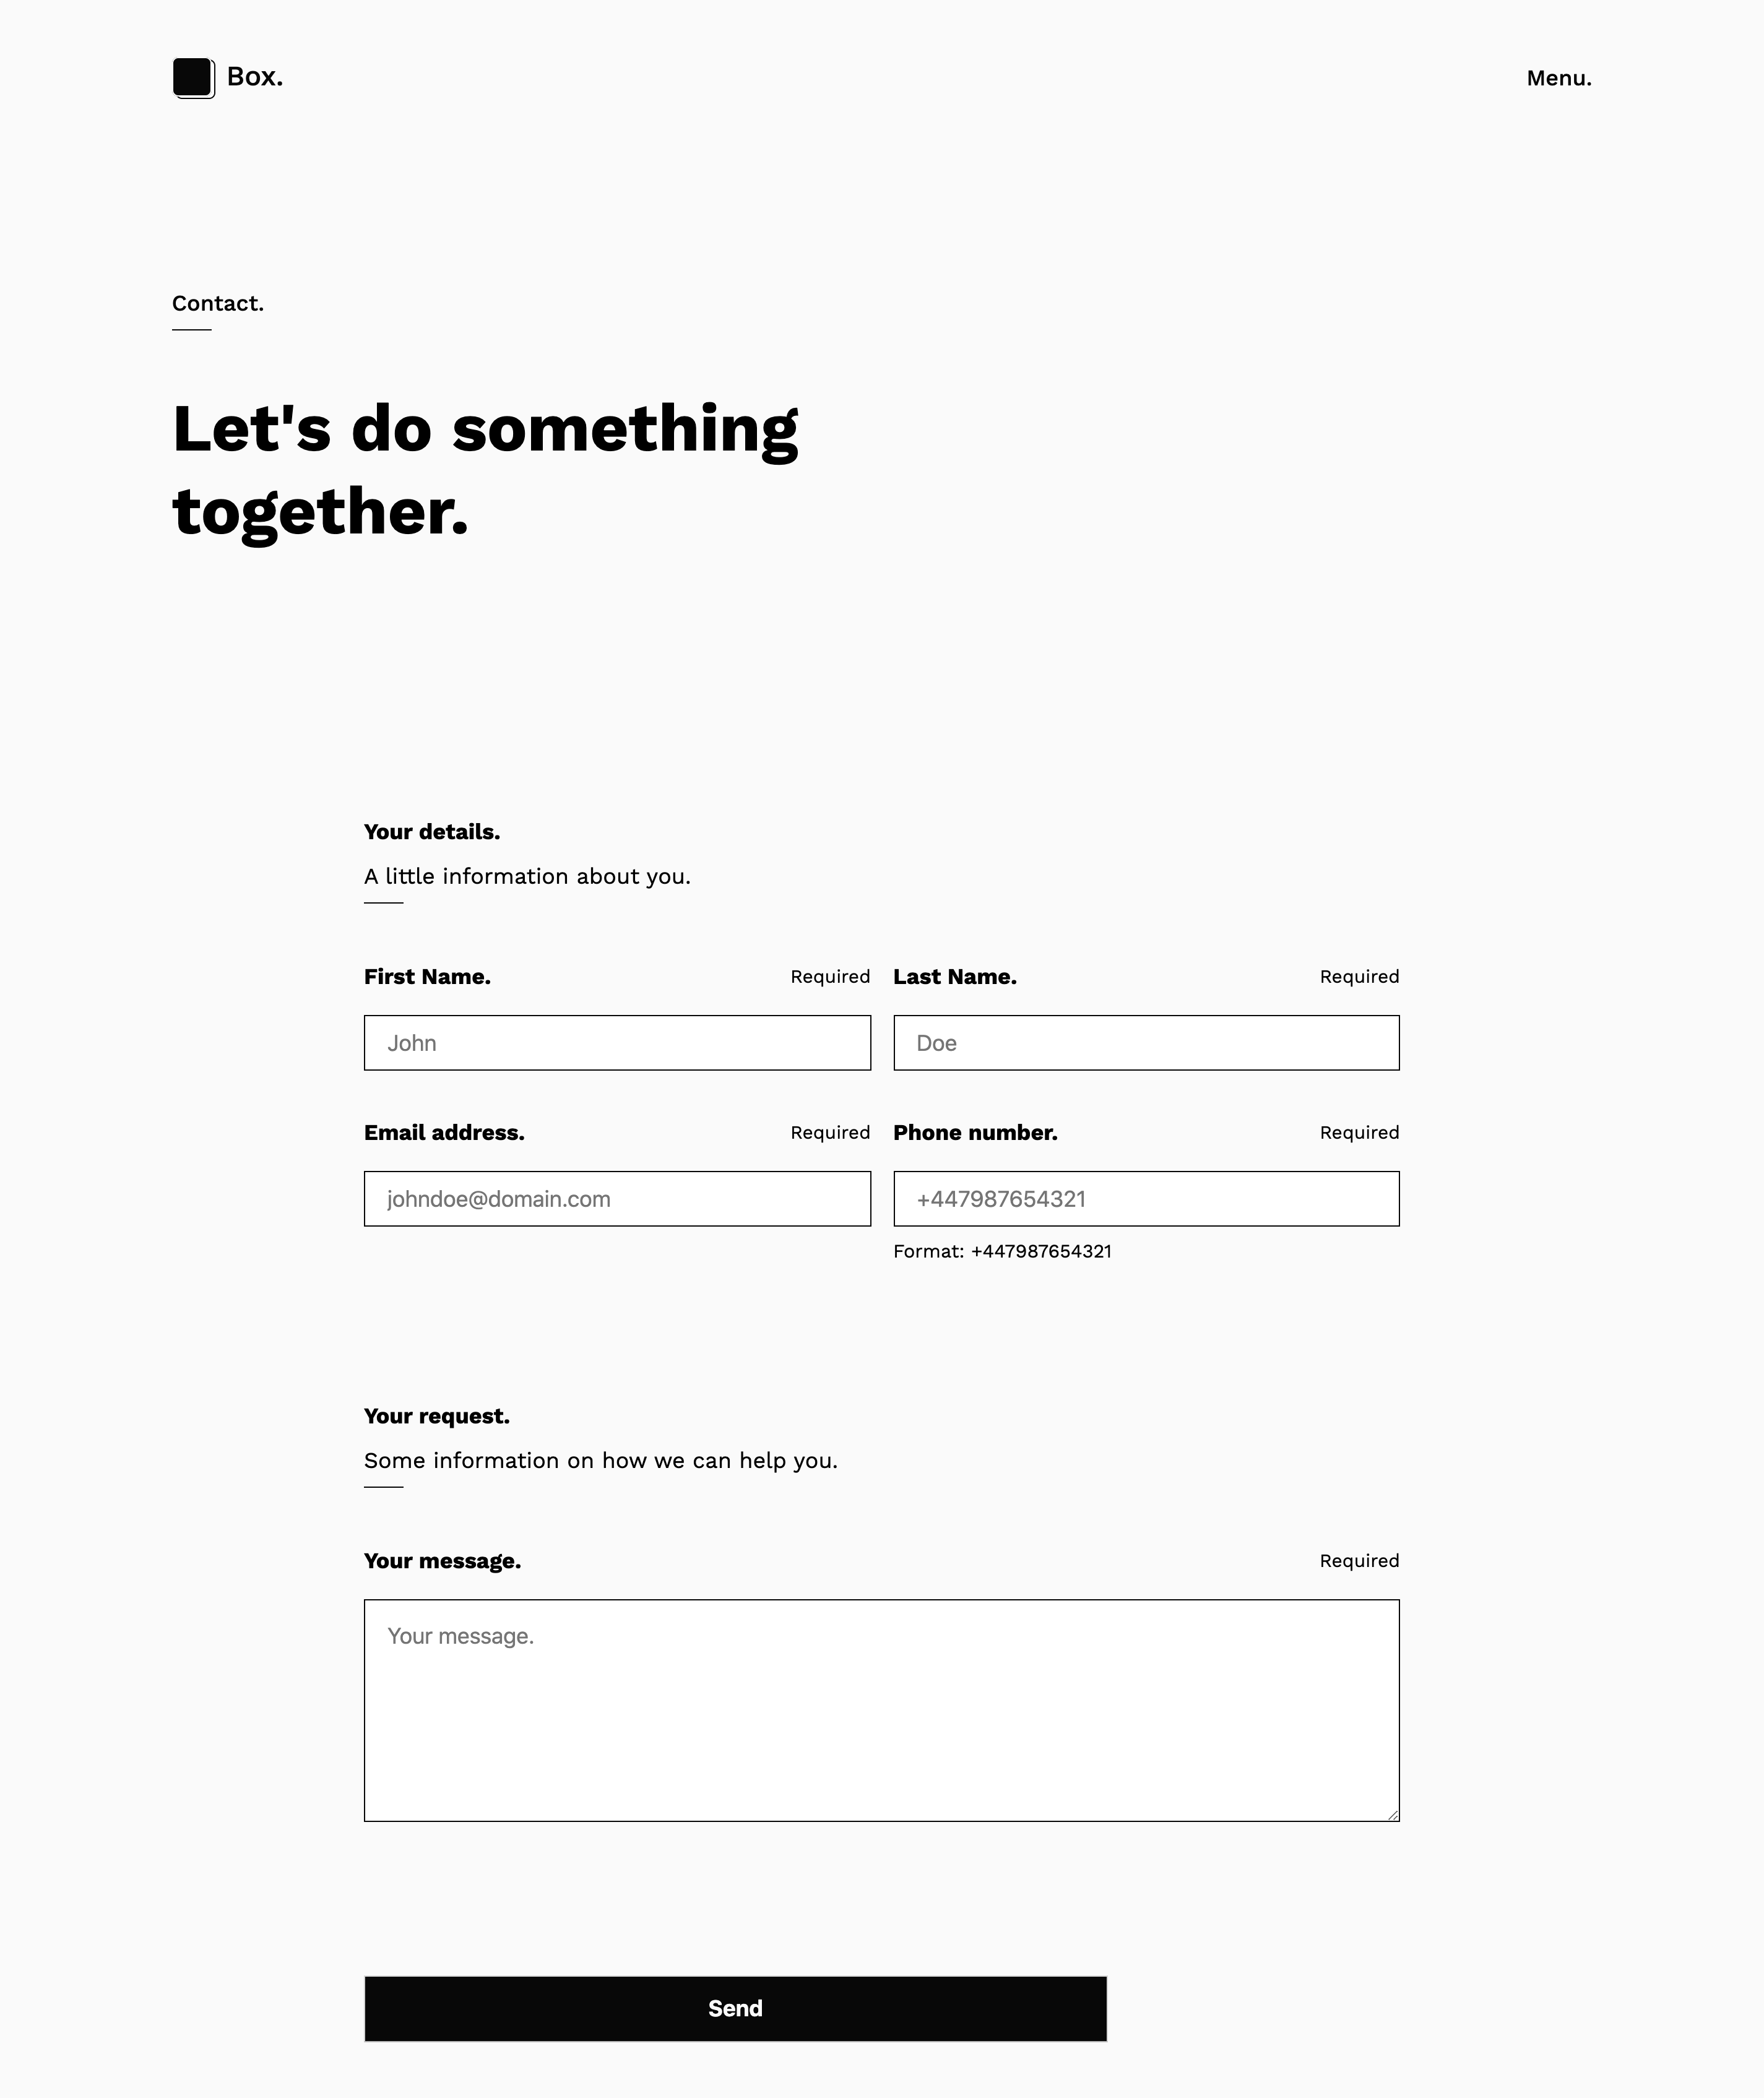 Box.
Menu.
Contact.
Let's do something
together.
Your details.
A little information about you.
First Name. Required
Last Name. Required
John
Doe
Email address. Required
Phone number. Required
johndoe@domain.com
+447987654321
Format: +447987654321
Your request.
Some information on how we can help you.
Your message. Required
Your message.
Send